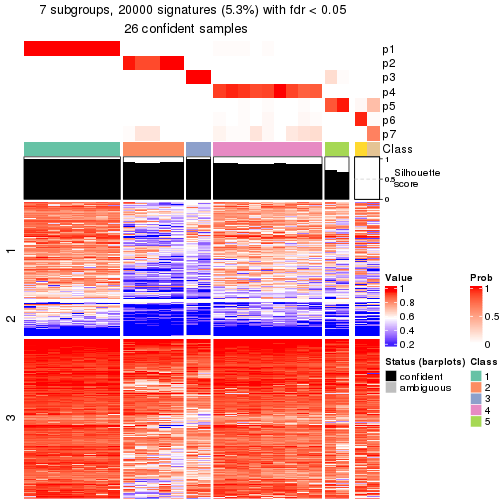 7 subgroups, 20000 signatures (5.3%) with fdr < 0.05
26 confident samples
p1
p2
p3
p4
p5
p6
p7
Class
1
0.5
0
Silhouette
score
1
2
3
Value
1
0.8
0.6
0.4
0.2
Prob
1
0.5
0
Status (barplots)
confident
ambiguous
Class
1
2
3
4
5